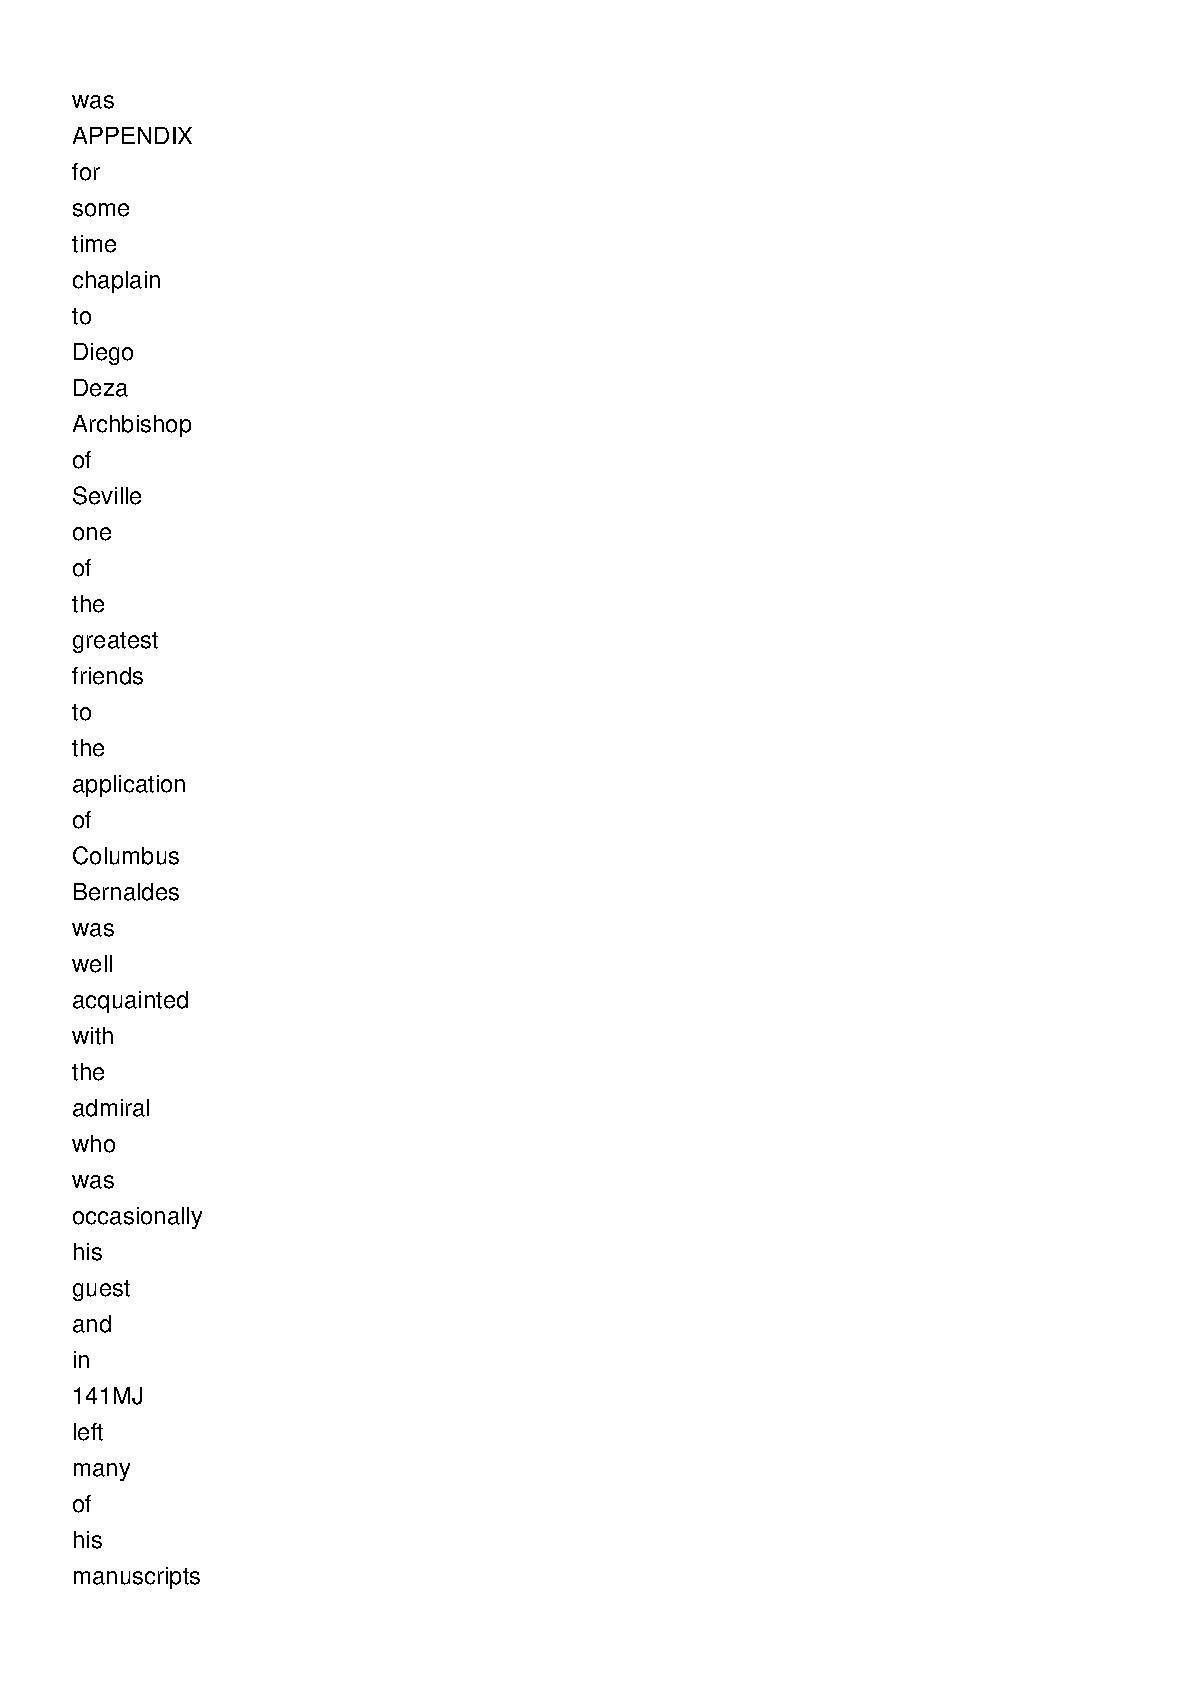 was
APPENDIX
for
some
time
chaplain
to
Diego
Deza
Archbishop
of
Seville
one
of
the
greatest
friends
to
the
application
of
Columbus
Bernaldes
was
well
acquainted
with
the
admiral
who
was
occasionally
his
guest
and
in
141MJ
left
many
of
his
manuscripts